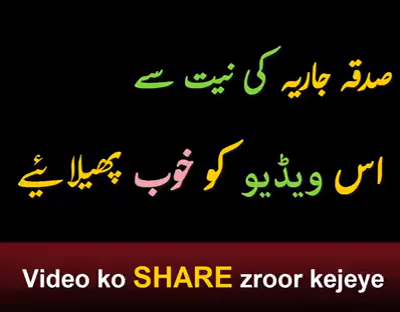 صدقہ جاریہ کی نیت سے
اس ویڈیو کو خوب پھیلائیے
Video ko SHARE zroor kejeye